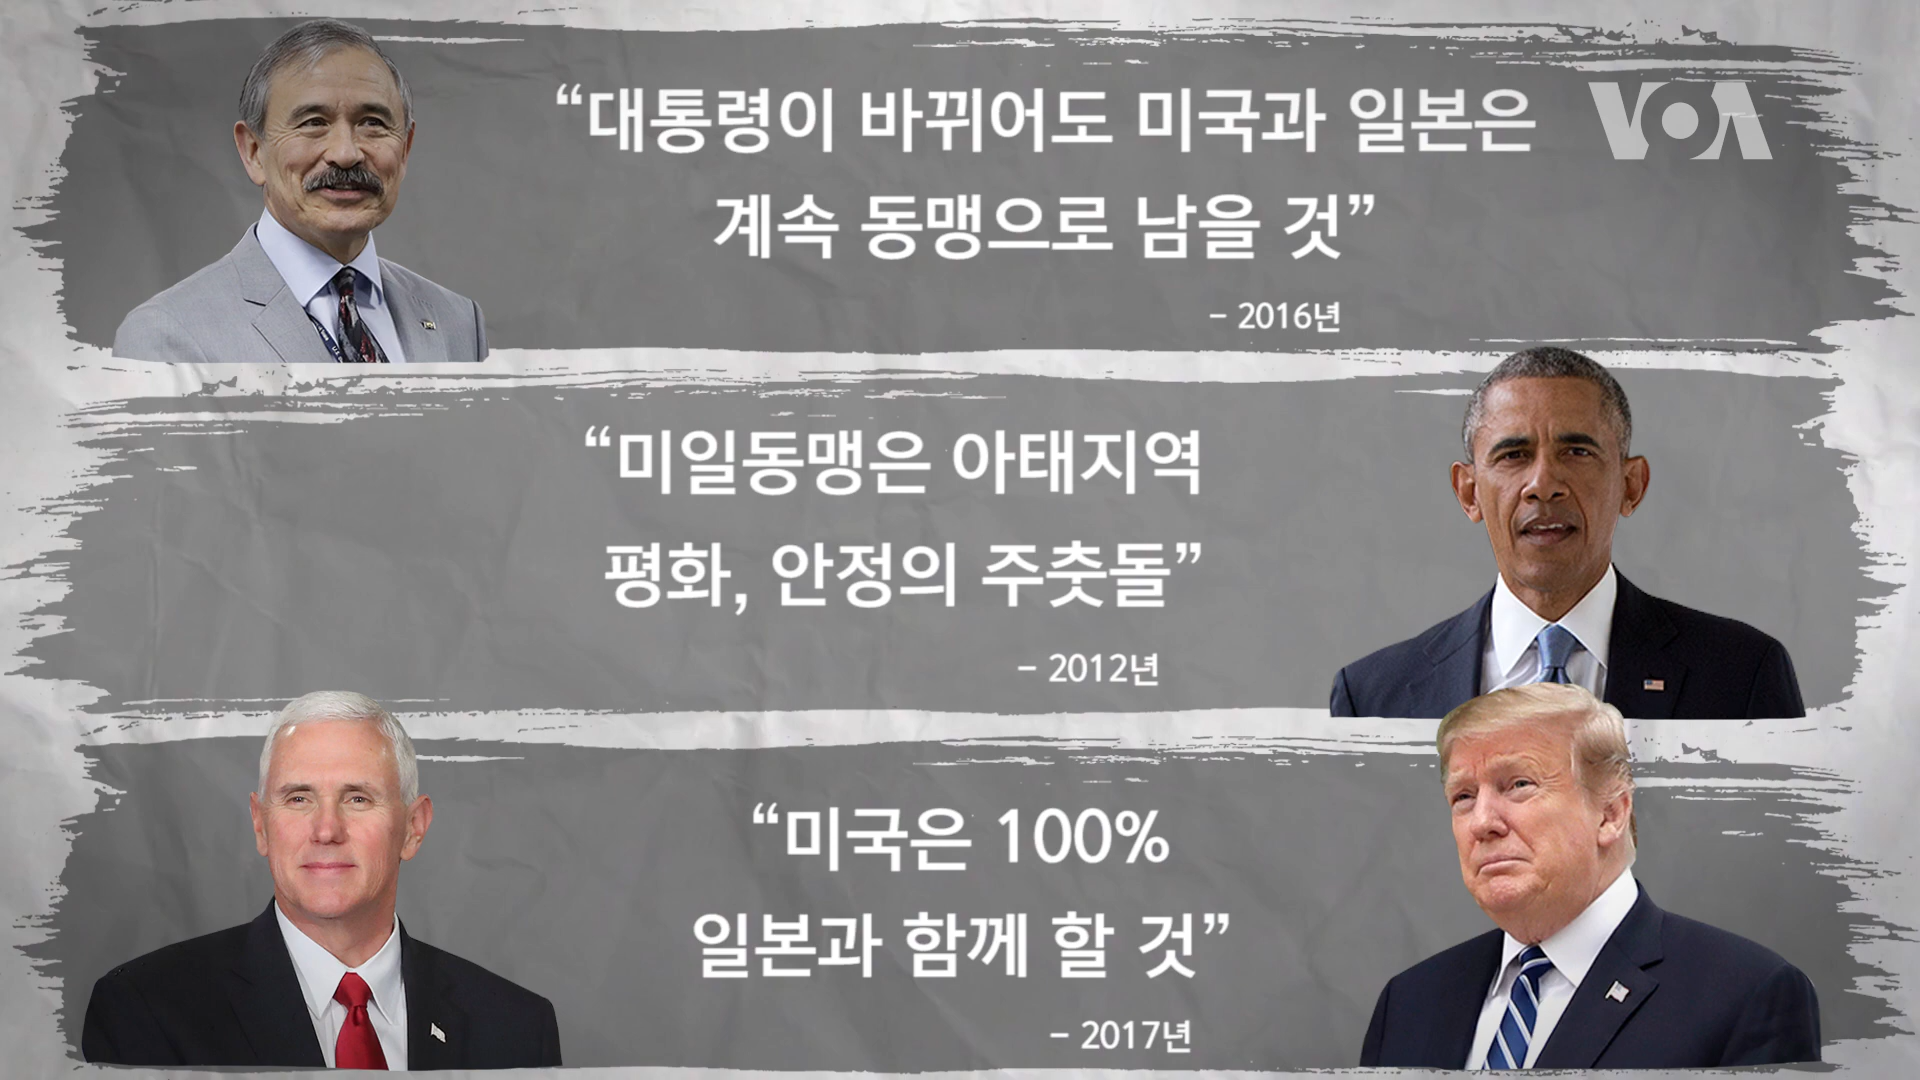 “대통령이 바뀌어도 미국과 일본은
VOA
계속 동맹으로 남을 것”
- 2016년
“미일동맹은 아태지역
평화, 안정의 주춧돌”
- 2012년
“미국은 100%
일본과 함께 할 것”
- 2017년